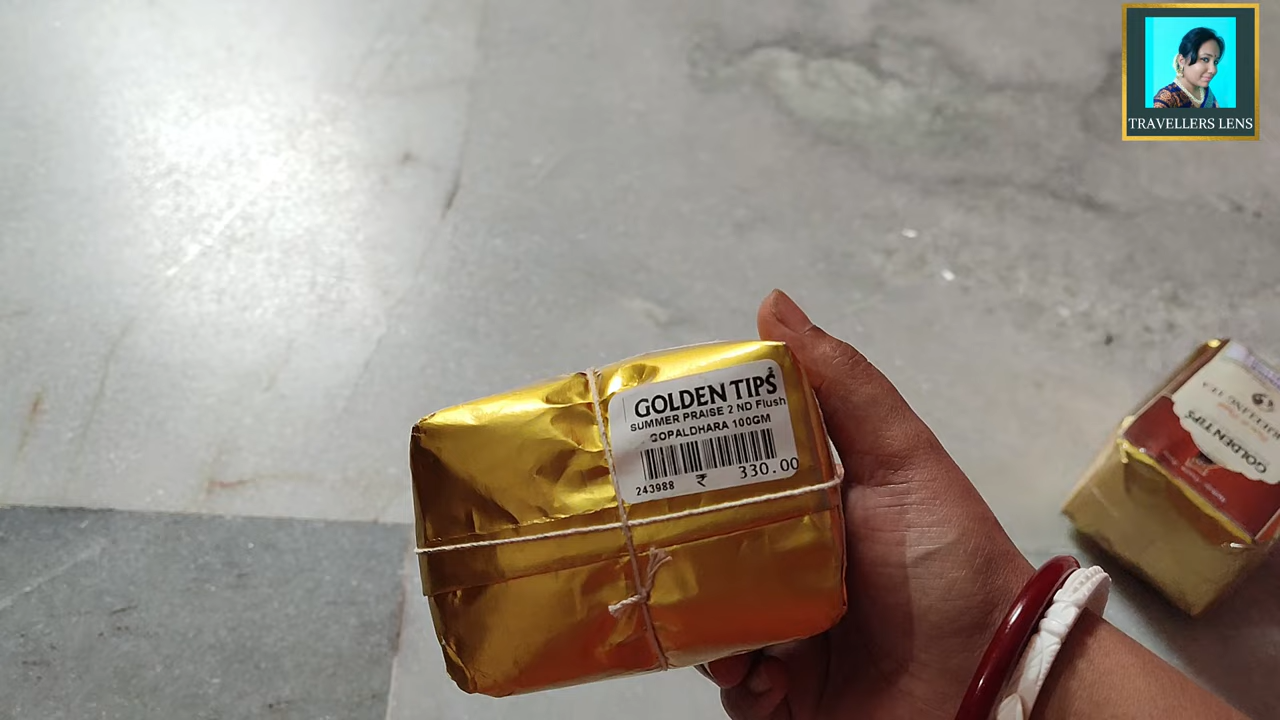 TRAVELLERS LENS
GOLDEN TIPS
SUMMER PRAISE 2 ND Flush
GOPALDHARA 100GM
243988 ₹ 330.00
GOLDEN TIPS